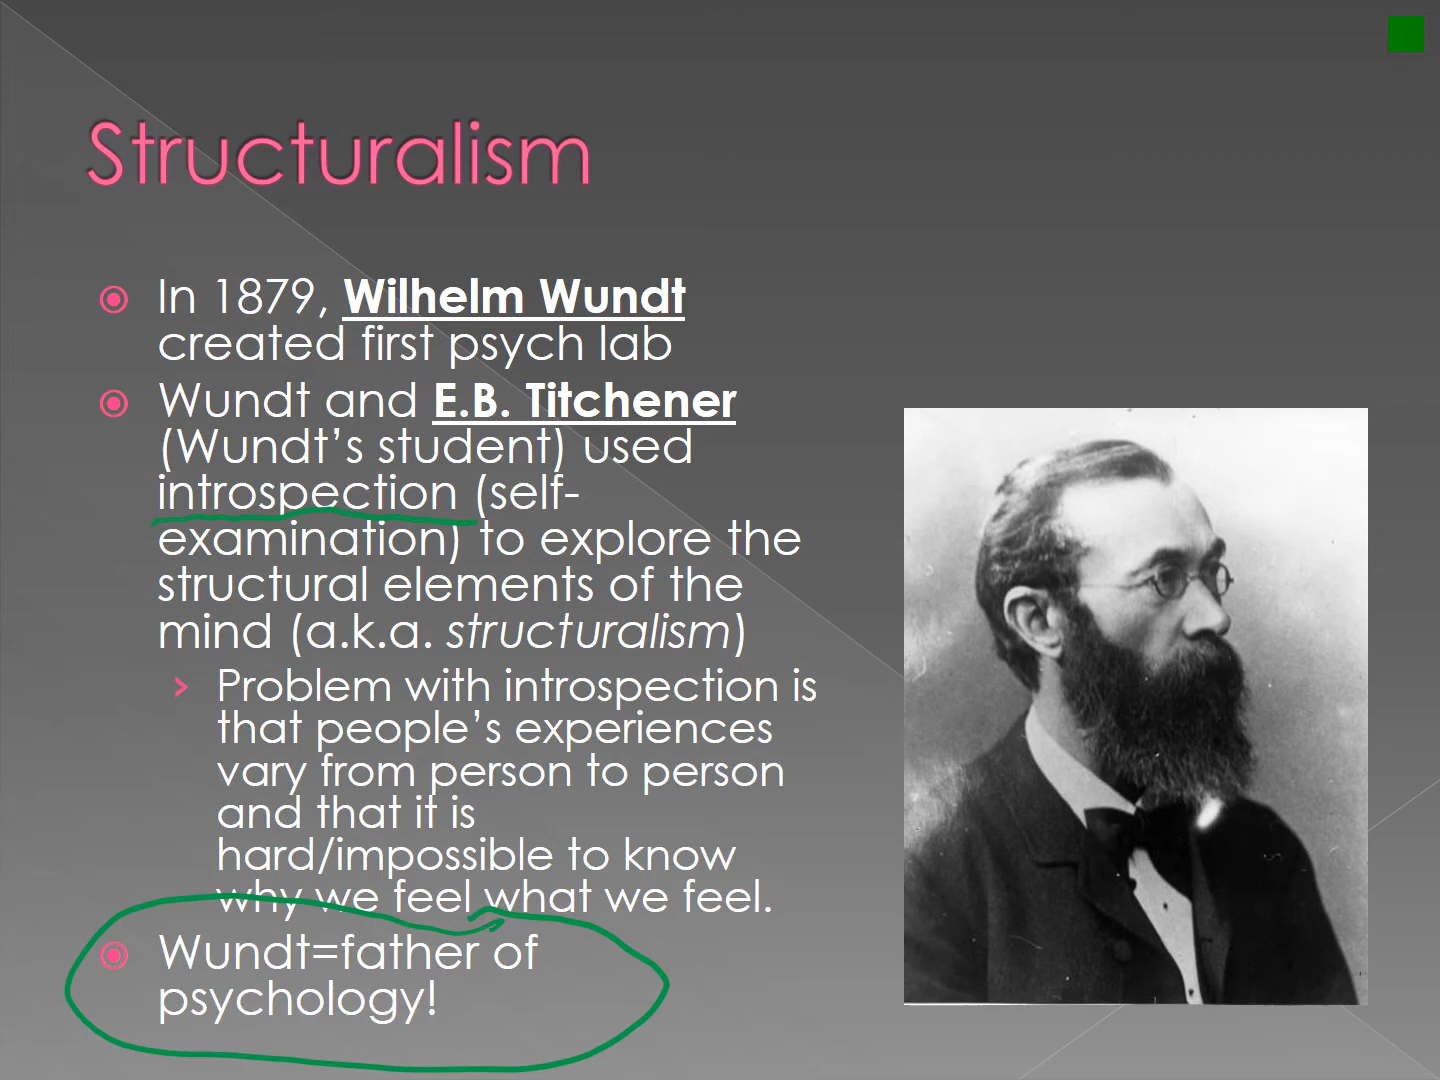 Structuralism
In 1879, Wilhelm Wundt
created first psych lab
Wundt and E.B. Titchener
(Wundt’s student) used
introspection (self-
examination) to explore the
structural elements of the
mind (a.k.a. structuralism)
Problem with introspection is
that people’s experiences
vary from person to person
and that it is
hard/impossible to know
why we feel what we feel.
Wundt=father of
psychology!